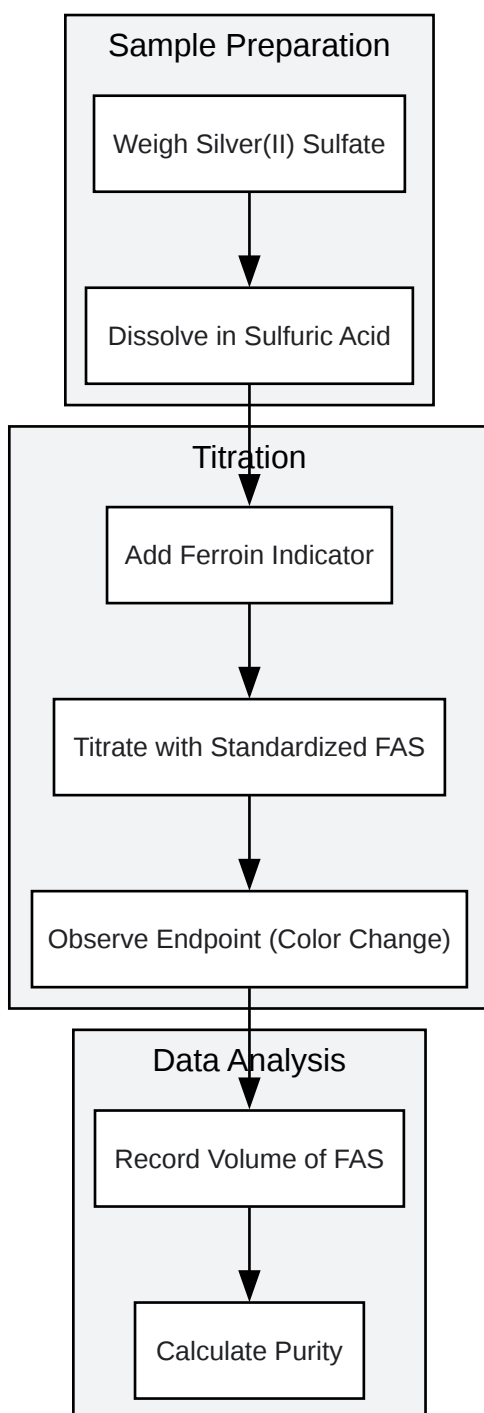 Sample Preparation
Weigh Silver(II) Sulfate
Dissolve in Sulfuric Acid
Titration
Add Ferroin Indicator
Titrate with Standardized FAS
Observe Endpoint (Color Change)
Data Analysis
Record Volume of FAS
Calculate Purity